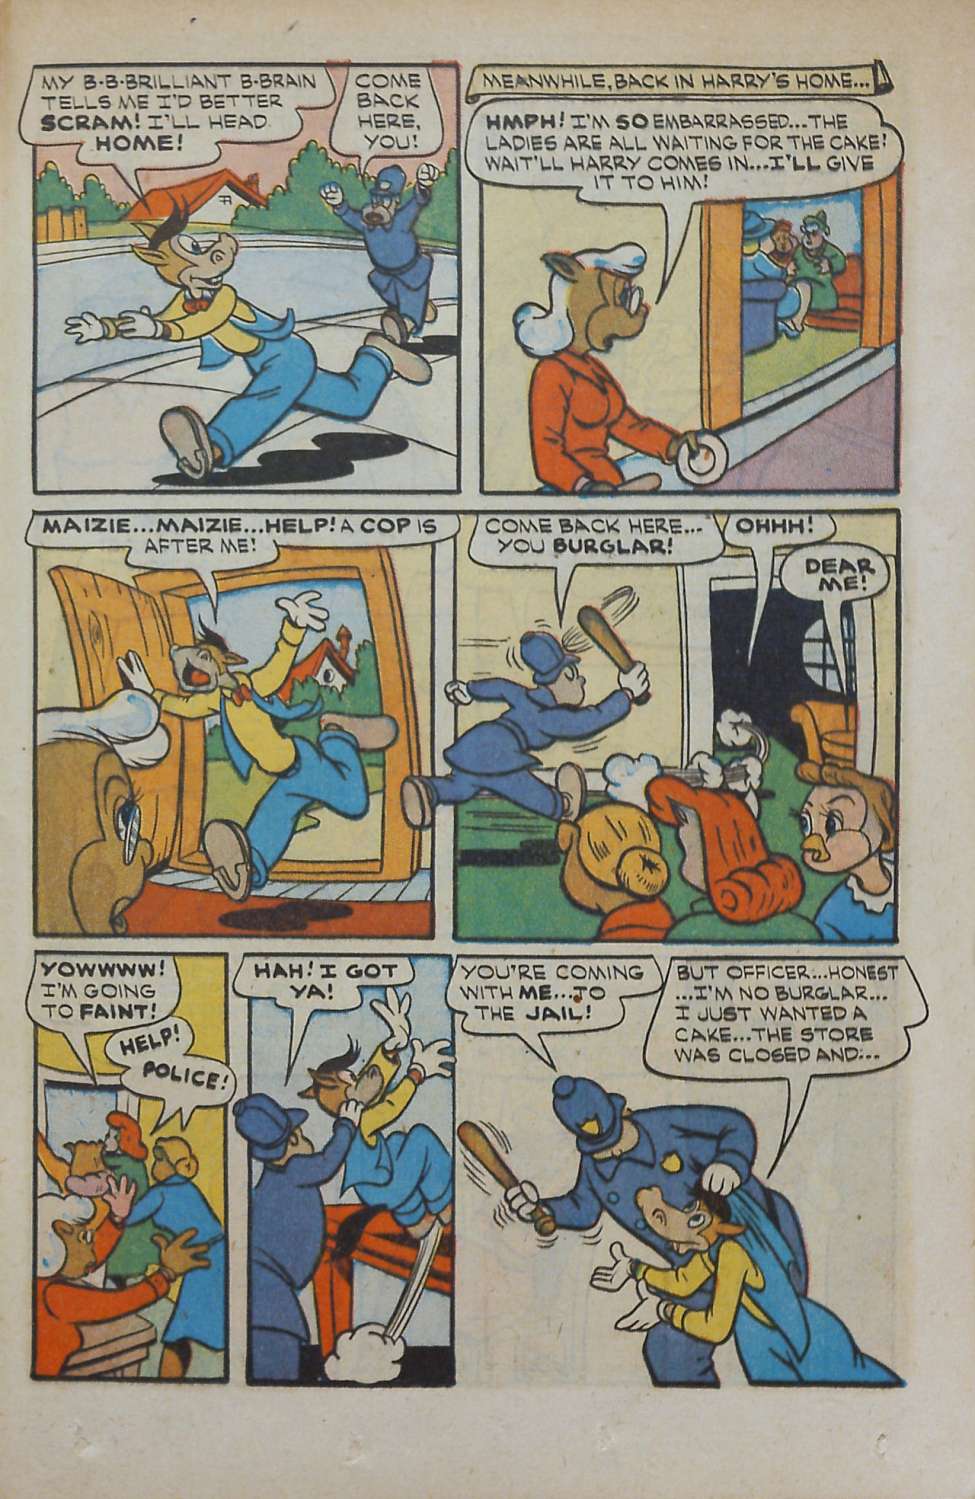 MY B-B-BRILLIANT B-BRAIN
TELLS ME I'D BETTER
SCRAM! I'LL HEAD
HOME!
COME
BACK
HERE,
YOU!
MEANWHILE, BACK IN HARRY'S HOME...
HMPH! I'M SO EMBARRASSED...THE
LADIES ARE ALL WAITING FOR THE CAKE!
WAIT'LL HARRY COMES IN...I'LL GIVE
IT TO HIM!
MAIZIE...MAIZIE...HELP! A COP IS
AFTER ME!
COME BACK HERE...
YOU BURGLAR!
OHHH!
DEAR
ME!
YOWWWW!
I'M GOING
TO FAINT!
HELP!
POLICE!
HAH! I GOT
YA!
YOU'RE COMING
WITH ME...TO
THE JAIL!
BUT OFFICER...HONEST
...I'M NO BURGLAR...
I JUST WANTED A
CAKE...THE STORE
WAS CLOSED AND...